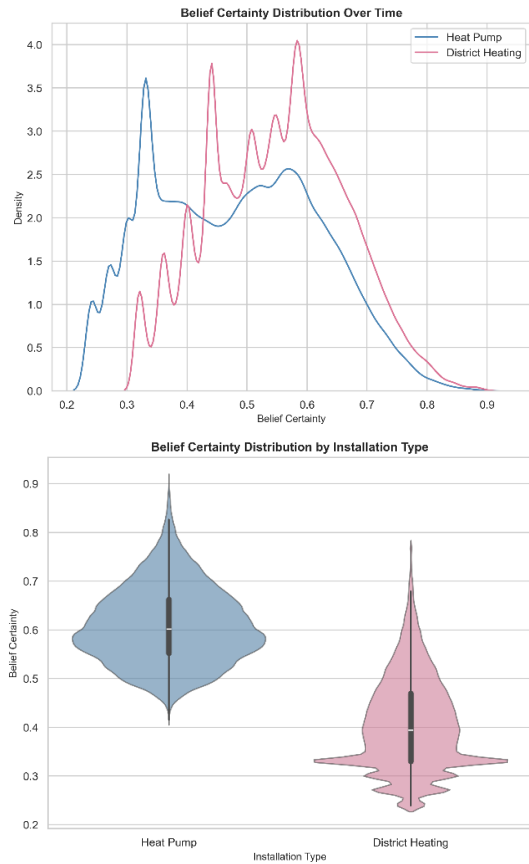 Belief Certainty Distribution Over Time
Heat Pump
District Heating
4.0
3.5
3.0
2.5
2.0
1.5
1.0
0.5
0.0
Density
0.2 0.3 0.4 0.5 0.6 0.7 0.8 0.9
Belief Certainty
Belief Certainty Distribution by Installation Type
0.9
0.8
0.7
0.6
0.5
0.4
0.3
0.2
Belief Certainty
Heat Pump District Heating
Installation Type